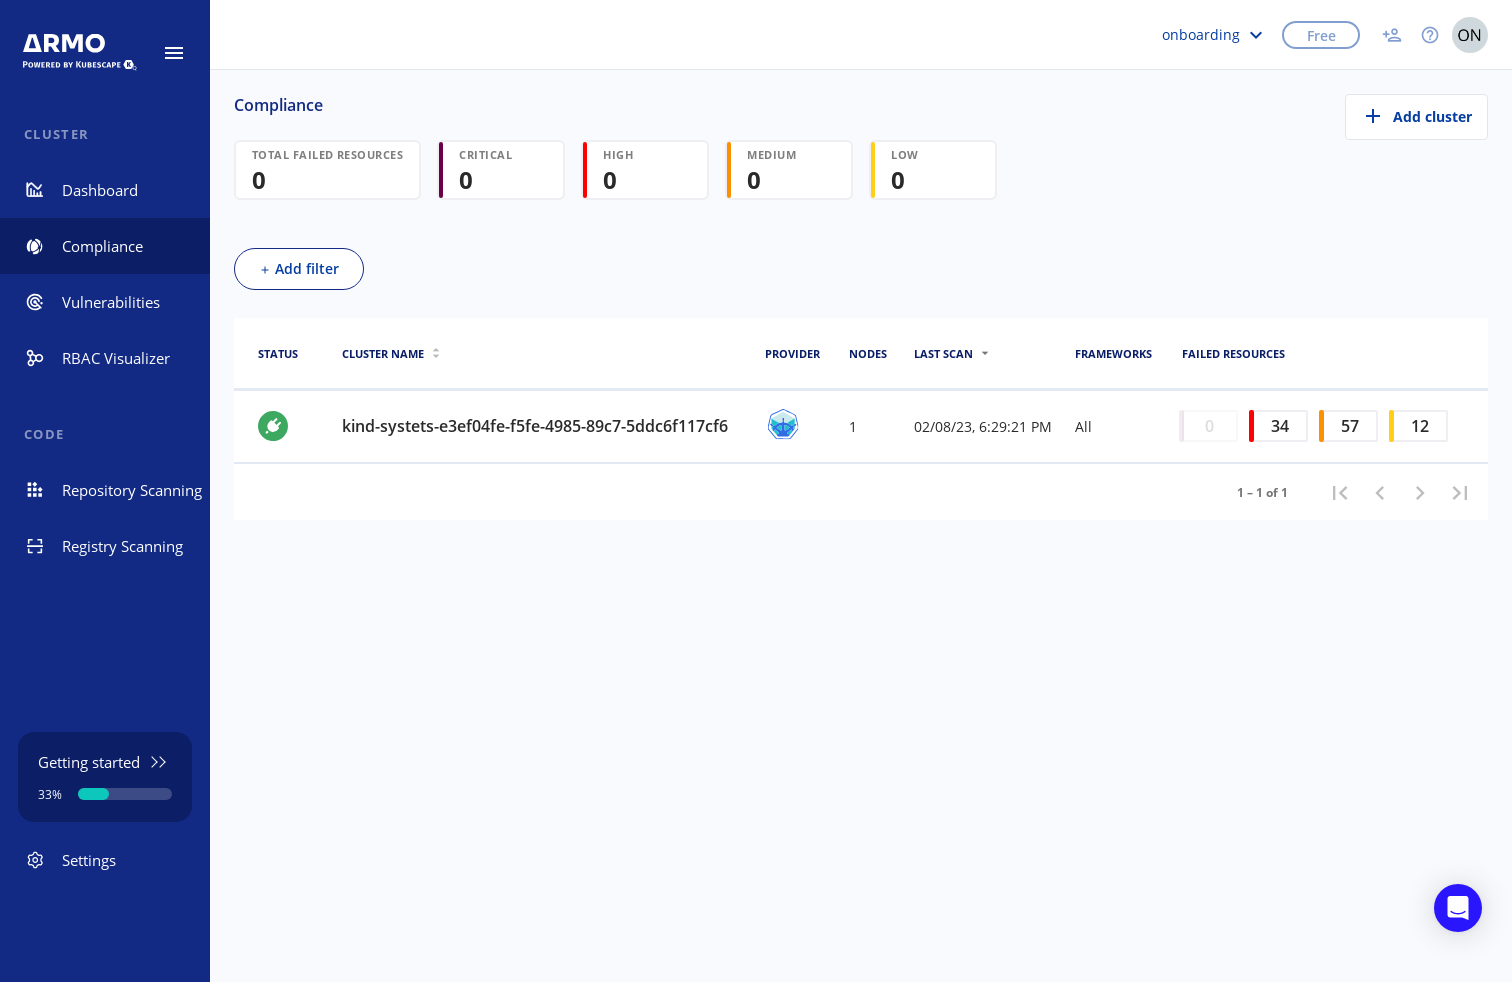 ARMO
POWERED BY KUBESCAPE
CLUSTER
Dashboard
Compliance
Vulnerabilities
RBAC Visualizer
CODE
Repository Scanning
Registry Scanning
Getting started
33%
Settings
onboarding
Free
ON
Compliance
Add cluster
TOTAL FAILED RESOURCES
0
CRITICAL
0
HIGH
0
MEDIUM
0
LOW
0
+ Add filter
STATUS CLUSTER NAME PROVIDER NODES LAST SCAN FRAMEWORKS FAILED RESOURCES
kind-systets-e3ef04fe-f5fe-4985-89c7-5ddc6f117cf6 1 02/08/23, 6:29:21 PM All 0 34 57 12
1 – 1 of 1